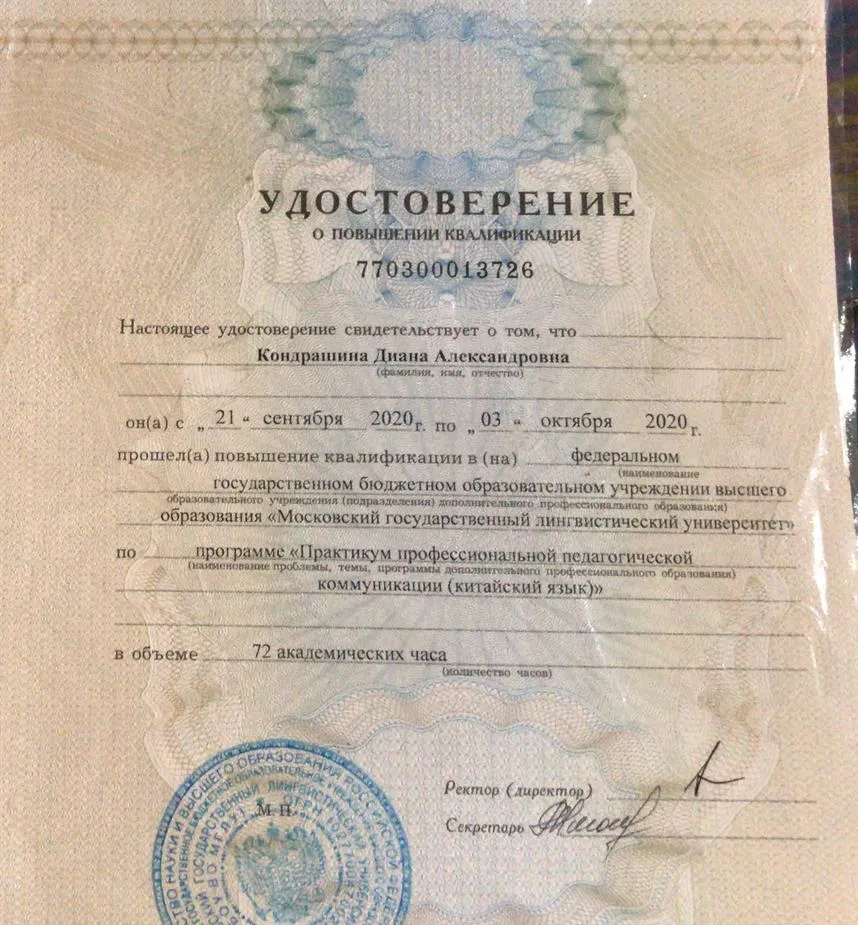 УДОСТОВЕРЕНИЕ
О ПОВЫШЕНИИ КВАЛИФИКАЦИИ
770300013726
Настоящее удостоверение свидетельствует о том, что
Кондрашина Диана Александровна
(фамилия, имя, отчество)
он(а) с „ 21 “ сентября 2020 г. по „ 03 “ октября 2020 г.
прошел(а) повышение квалификации в (на) федеральном
(наименование
государственном бюджетном образовательном учреждении высшего
образовательного учреждения (подразделения) дополнительного профессионального образования)
образования «Московский государственный лингвистический университет»
по программе «Практикум профессиональной педагогической
(наименование проблемы, темы, программы дополнительного профессионального образования)
коммуникации (китайский язык)»
в объеме 72 академических часа
(количество часов)
Ректор (директор)
М.П.
Секретарь